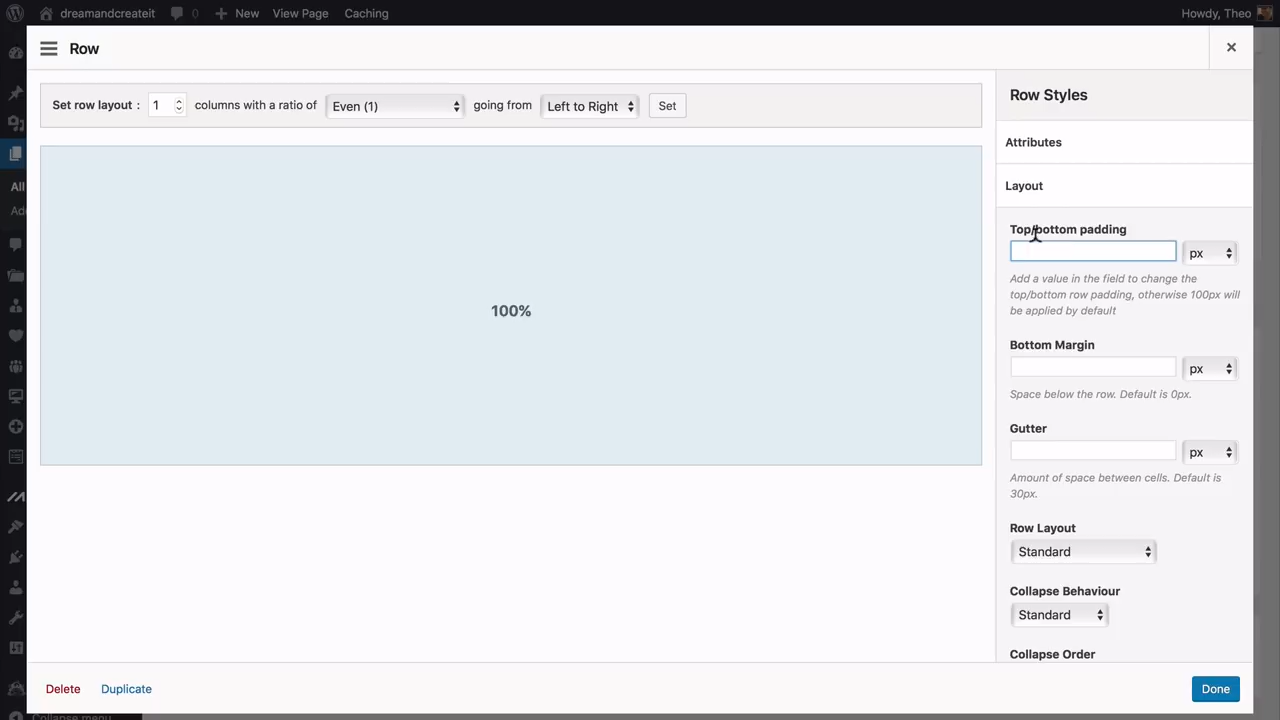 dreamandcreateit 0 New View Page Caching Howdy, Theo
Row
Set row layout : 1 columns with a ratio of Even (1) going from Left to Right Set
100%
Row Styles
Attributes
Layout
Top/bottom padding
px
Add a value in the field to change the
top/bottom row padding, otherwise 100px will
be applied by default
Bottom Margin
px
Space below the row. Default is 0px.
Gutter
px
Amount of space between cells. Default is
30px.
Row Layout
Standard
Collapse Behaviour
Standard
Collapse Order
All
Add
Delete Duplicate Done
Collapse menu